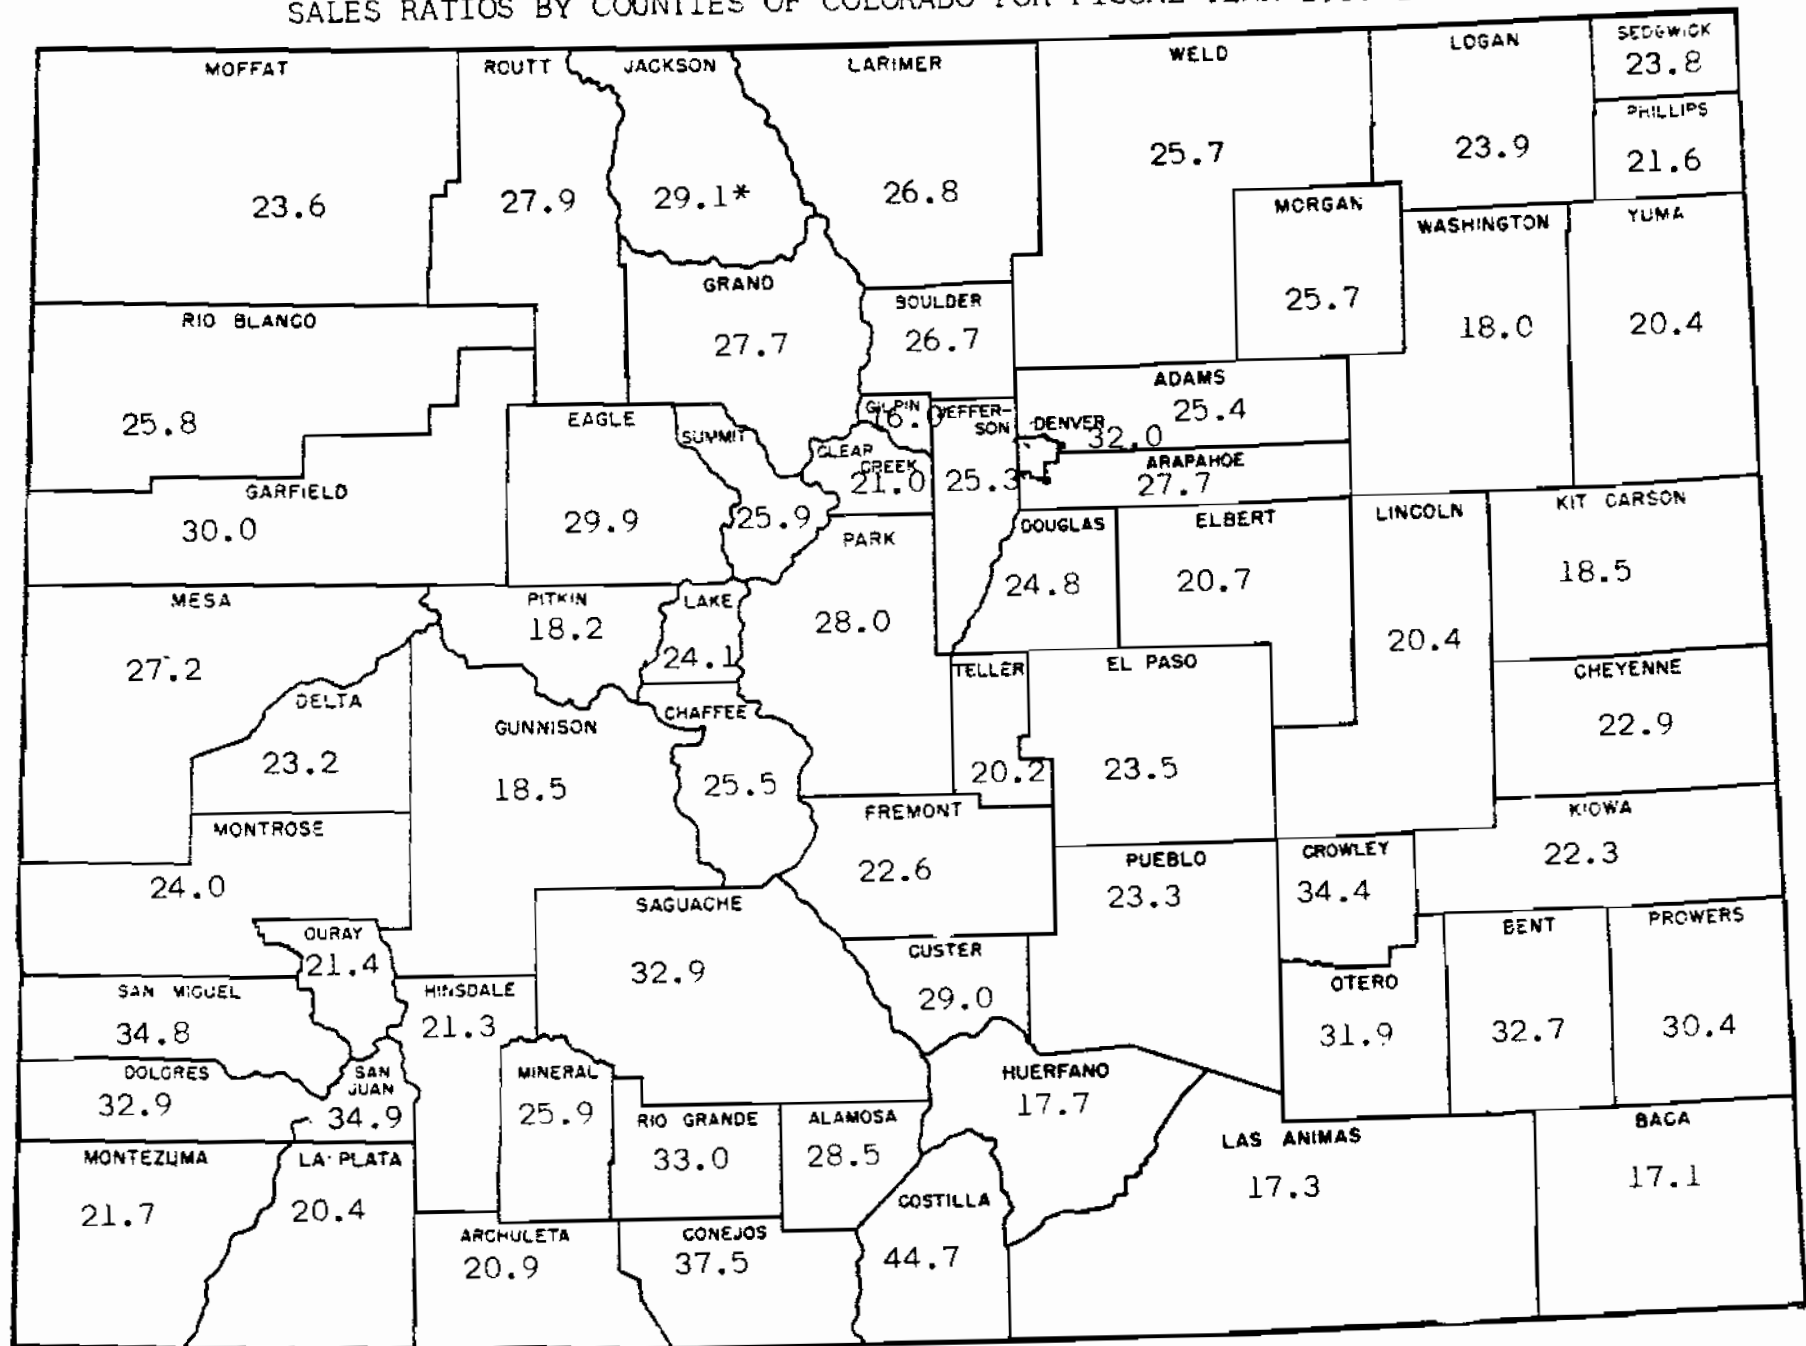 SALES RATIOS BY COUNTIES OF COLORADO FOR FISCAL YEAR
MOFFAT
23.6
ROUTT
27.9
JACKSON
29.1*
LARIMER
26.8
WELD
25.7
LOGAN
23.9
SEDGWICK
23.8
PHILLIPS
21.6
MORGAN
25.7
WASHINGTON
18.0
YUMA
20.4
RIO BLANCO
25.8
GRAND
27.7
BOULDER
26.7
ADAMS
25.4
GILPIN
16.0
JEFFER-
SON
25.3
DENVER
32.0
ARAPAHOE
27.7
GARFIELD
30.0
EAGLE
29.9
SUMMIT
25.9
CLEAR
CREEK
21.0
PARK
28.0
DOUGLAS
24.8
ELBERT
20.7
LINCOLN
20.4
KIT CARSON
18.5
MESA
27.2
PITKIN
18.2
LAKE
24.1
TELLER
20.2
EL PASO
23.5
CHEYENNE
22.9
DELTA
23.2
GUNNISON
18.5
CHAFFEE
25.5
FREMONT
22.6
KIOWA
22.3
MONTROSE
24.0
PUEBLO
23.3
CROWLEY
34.4
OURAY
21.4
SAGUACHE
32.9
CUSTER
29.0
OTERO
31.9
BENT
32.7
PROWERS
30.4
SAN MIGUEL
34.8
HINSDALE
21.3
DOLORES
32.9
SAN
JUAN
34.9
MINERAL
25.9
RIO GRANDE
33.0
ALAMOSA
28.5
HUERFANO
17.7
LAS ANIMAS
17.3
BACA
17.1
MONTEZUMA
21.7
LA PLATA
20.4
ARCHULETA
20.9
CONEJOS
37.5
COSTILLA
44.7